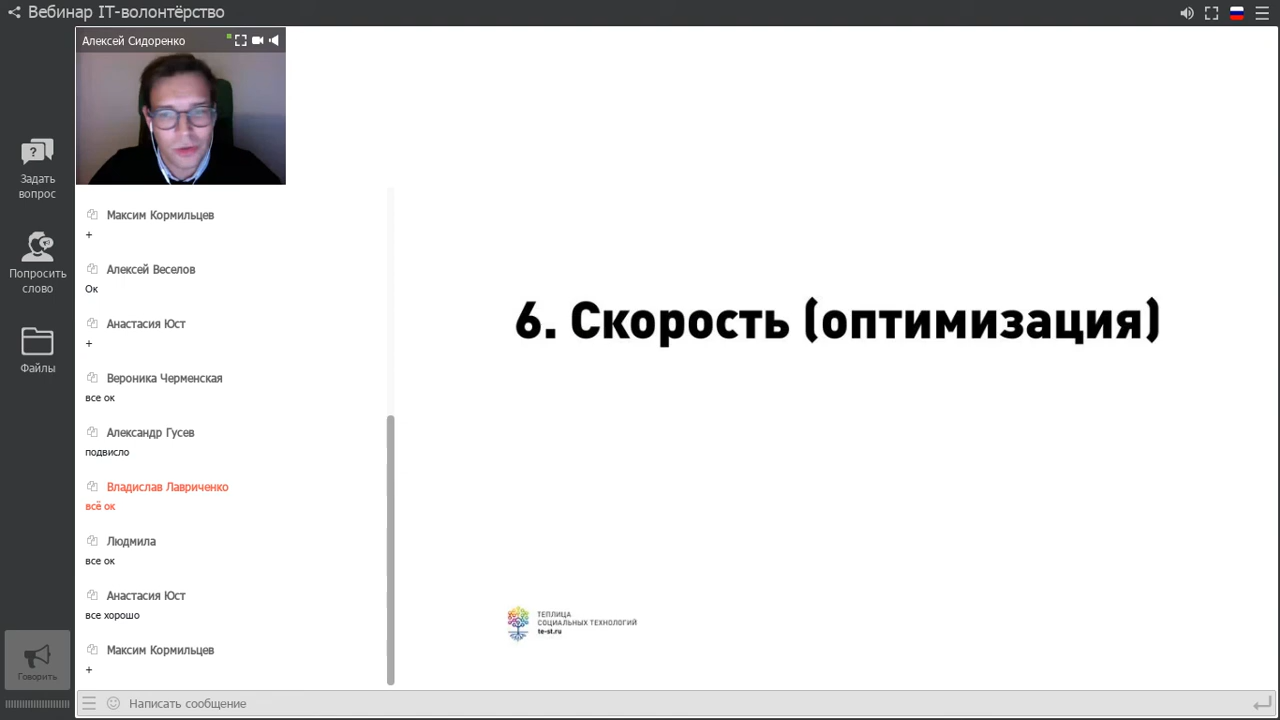 Вебинар IT-волонтёрство
Алексей Сидоренко
Задать
вопрос
Попросить
слово
Файлы
Говорить
Максим Кормильцев
+
Алексей Веселов
Ок
Анастасия Юст
+
Вероника Черменская
все ок
Александр Гусев
подвисло
Владислав Лавриченко
всё ок
Людмила
все ок
Анастасия Юст
все хорошо
Максим Кормильцев
+
Написать сообщение
6. Скорость (оптимизация)
ТЕПЛИЦА
СОЦИАЛЬНЫХ ТЕХНОЛОГИЙ
te-st.ru